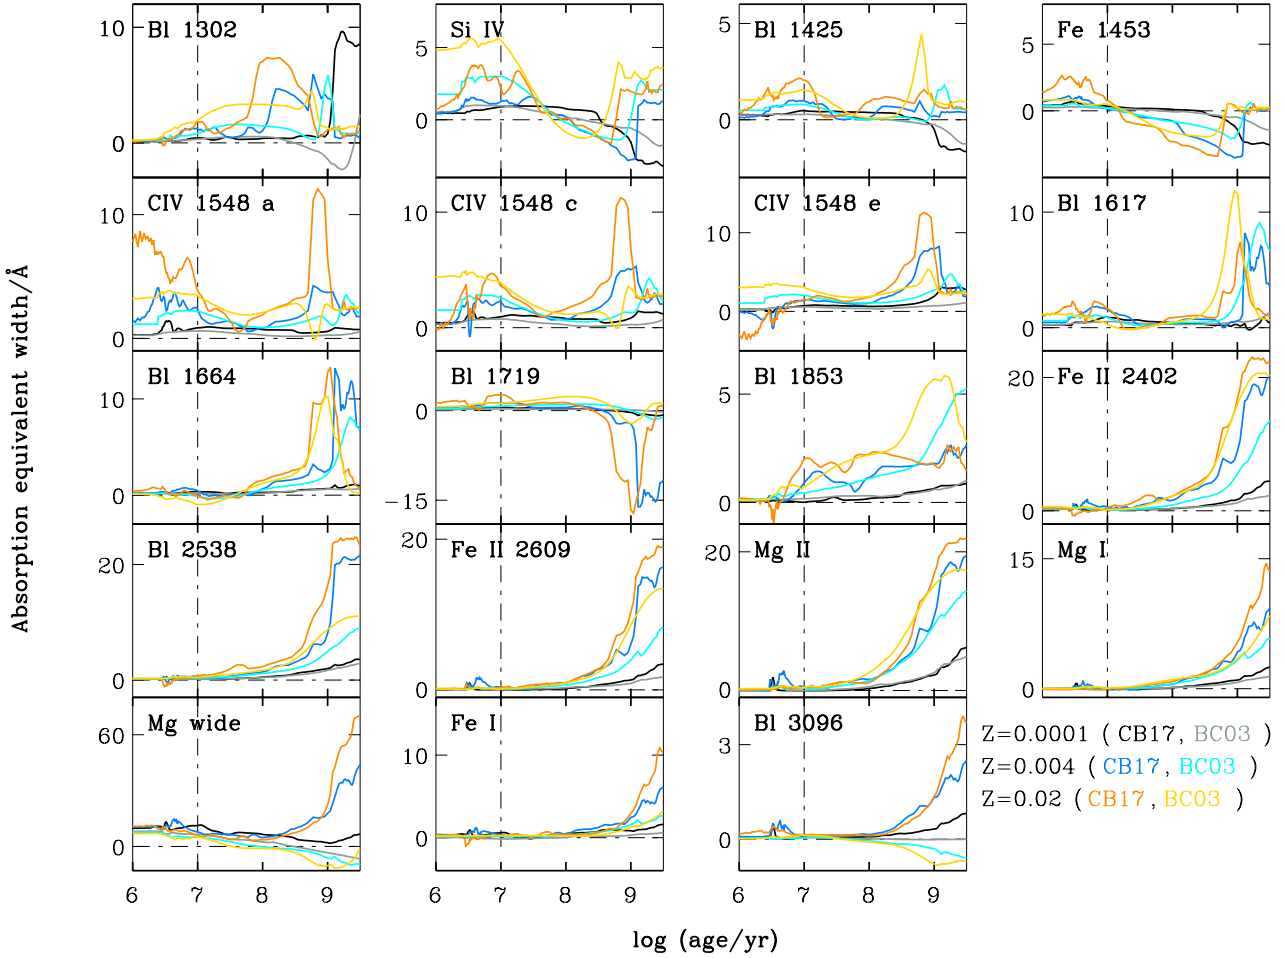 Bl 1302
Si IV
Bl 1425
Fe 1453
10
0
5
0
5
0
5
0
CIV 1548 a
CIV 1548 c
CIV 1548 e
Bl 1617
10
0
10
0
10
0
10
0
Bl 1664
Bl 1719
Bl 1853
Fe II 2402
10
0
0
−15
5
0
20
0
Bl 2538
Fe II 2609
Mg II
Mg I
20
0
20
0
20
0
15
0
Mg wide
Fe I
Bl 3096
60
0
10
0
3
0
Z=0.0001 ( CB17, BC03 )
Z=0.004 ( CB17, BC03 )
Z=0.02 ( CB17, BC03 )
6 7 8 9
6 7 8 9
6 7 8 9
log (age/yr)
Absorption equivalent width/Å